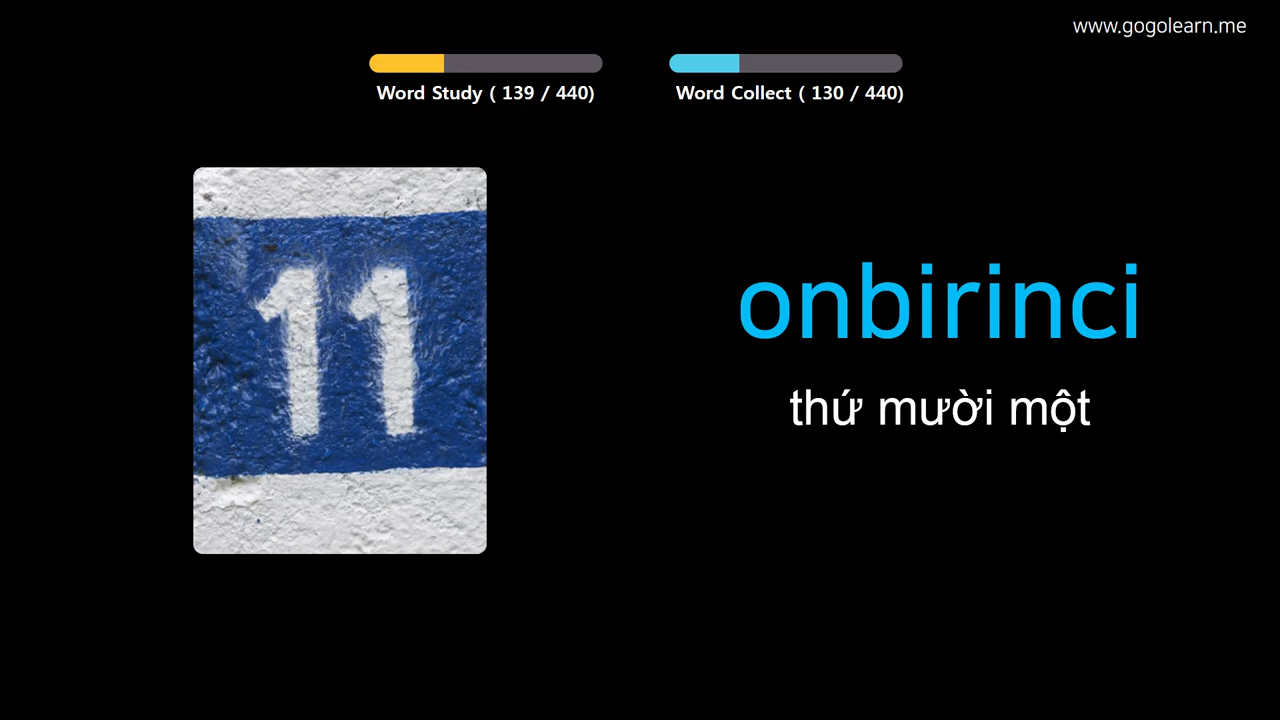 www.gogolearn.me
Word Study ( 139 / 440)
Word Collect ( 130 / 440)
11
onbirinci
thứ mười một